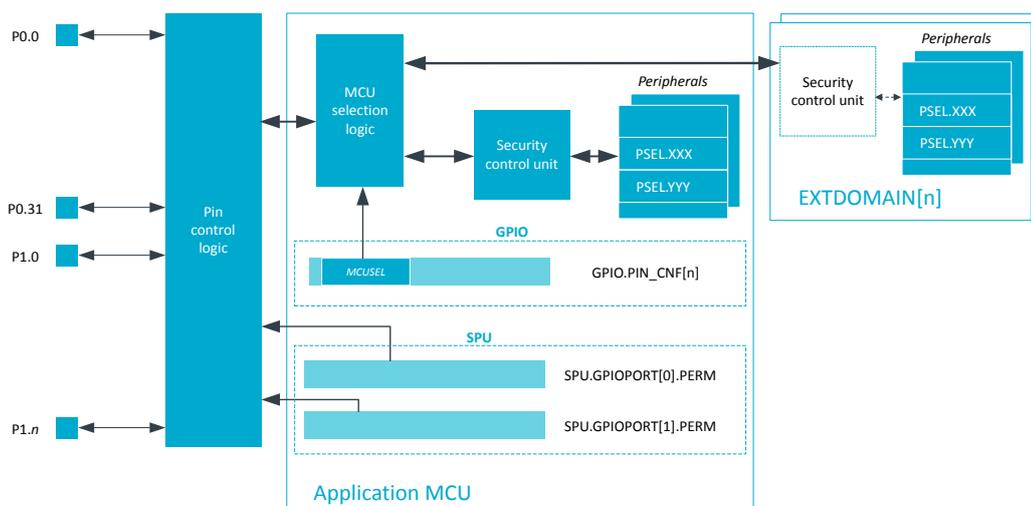 P0.0
P0.31
P1.0
P1.n
Pin
control
logic
MCU
selection
logic
Security
control unit
Peripherals
PSEL.XXX
PSEL.YYY
GPIO
MCUSEL
GPIO.PIN_CNF[n]
SPU
SPU.GPIOPORT[0].PERM
SPU.GPIOPORT[1].PERM
Application MCU
Peripherals
Security
control unit
PSEL.XXX
PSEL.YYY
EXTDOMAIN[n]